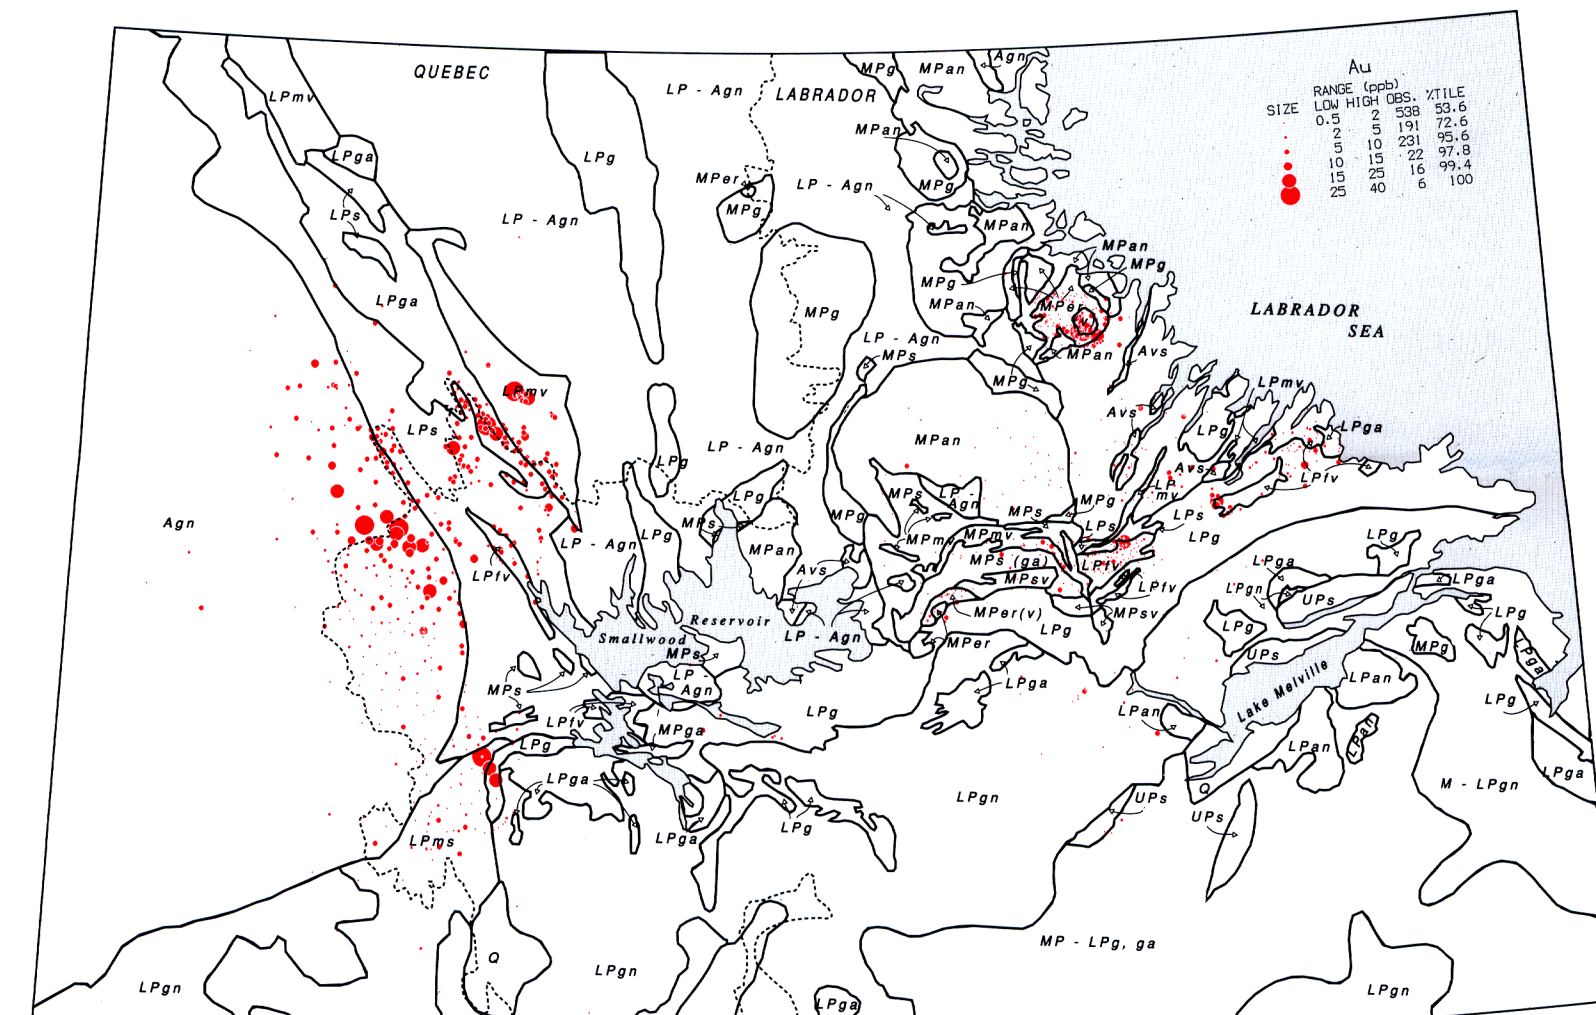 Au
RANGE (ppb)
SIZE LOW HIGH OBS. %TILE
0.5 2 538 53.6
2 5 191 72.6
5 10 231 95.6
10 15 22 97.8
15 25 16 99.4
25 40 6 100
QUEBEC
LP - Agn
LABRADOR
MPg
MPan
Agn
LPmv
MPan
LPga
LPg
MPer
LP - Agn
MPg
LPs
MPg
LP - Agn
MPan
MPan
MPg
LPga
MPg
MPan
MPer
v
LABRADOR
SEA
MPg
LP - Agn
MPs
MPan
Avs
MPg
LPmv
LPmv
Avs
LPs
MPan
LPg
LPga
LP - Agn
LPg
Avs
LPfv
LPg
MPs
LP - Agn
MPg
LP mv
Agn
MPs
MPg
MPs
LPs
LPs
LP - Agn
LPg
MPan
MPmv
MPmv
LPg
LPg
MPs (ga)
LPfv
LPga
LPfv
Avs
MPsv
LPfv
LPgn
UPs
LPga
Smallwood
Reservoir
MPer(v)
MPsv
LPg
LP - Agn
MPer
LPg
LPg
MPs
UPs
MPg
LPga
MPs
LP - Agn
LPga
LPan
Lake Melville
LPg
LPfv
LPg
LPan
MPga
LPg
LPan
LPan
LPga
LPga
LPgn
UPs
Q
M - LPgn
LPms
LPga
LPg
UPs
Q
MP - LPg, ga
LPgn
LPgn
LPga
LPgn